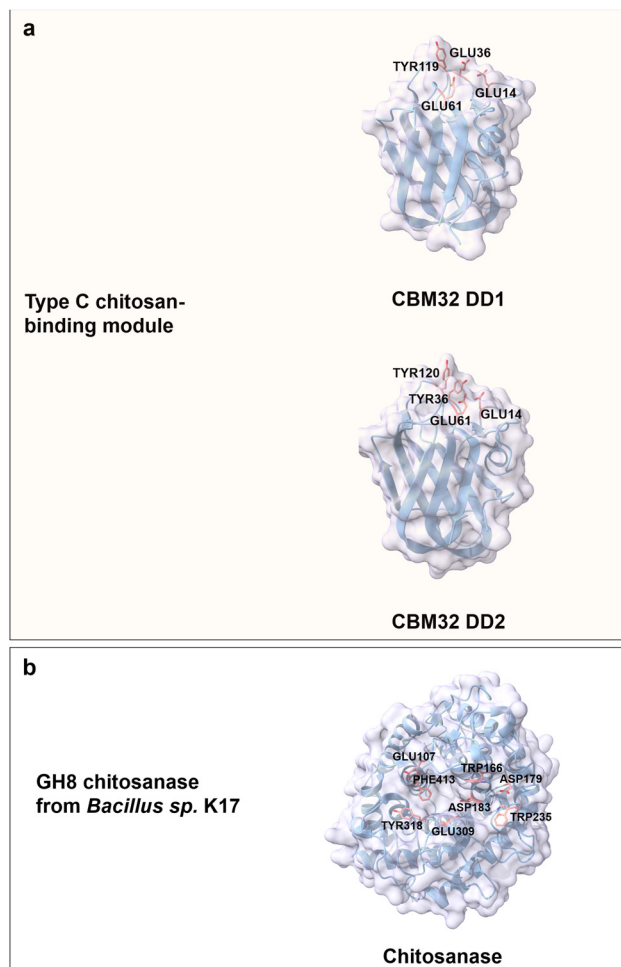 a
GLU36
TYR119
GLU14
GLU61
CBM32 DD1
Type C chitosan-
binding module
TYR120
TYR36
GLU14
GLU61
CBM32 DD2
b
GH8 chitosanase
from Bacillus sp. K17
GLU107
TRP166
PHE413
ASP179
ASP183
TRP235
TYR318
GLU309
Chitosanase